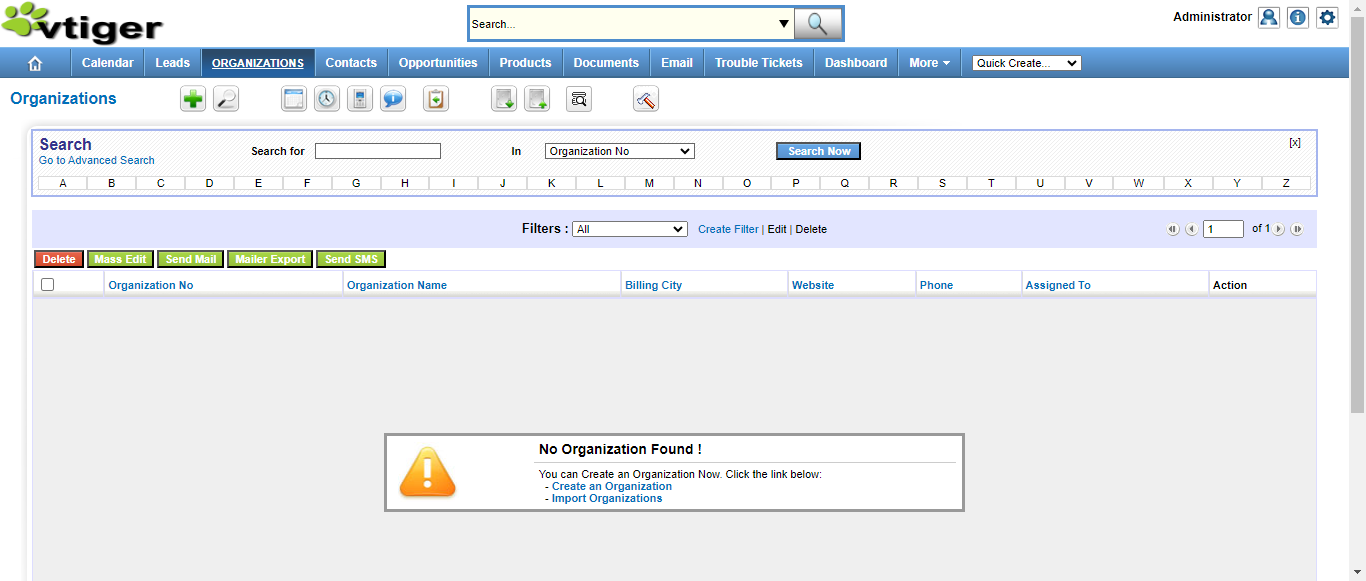 vtiger
Search...
Administrator
Calendar Leads ORGANIZATIONS Contacts Opportunities Products Documents Email Trouble Tickets Dashboard More Quick Create...
Organizations
Search
Go to Advanced Search
Search for In Organization No Search Now [x]
A B C D E F G H I J K L M N O P Q R S T U V W X Y Z
Filters : All Create Filter | Edit | Delete 1 of 1
Delete Mass Edit Send Mail Mailer Export Send SMS
Organization No Organization Name Billing City Website Phone Assigned To Action
No Organization Found !
You can Create an Organization Now. Click the link below:
- Create an Organization
- Import Organizations